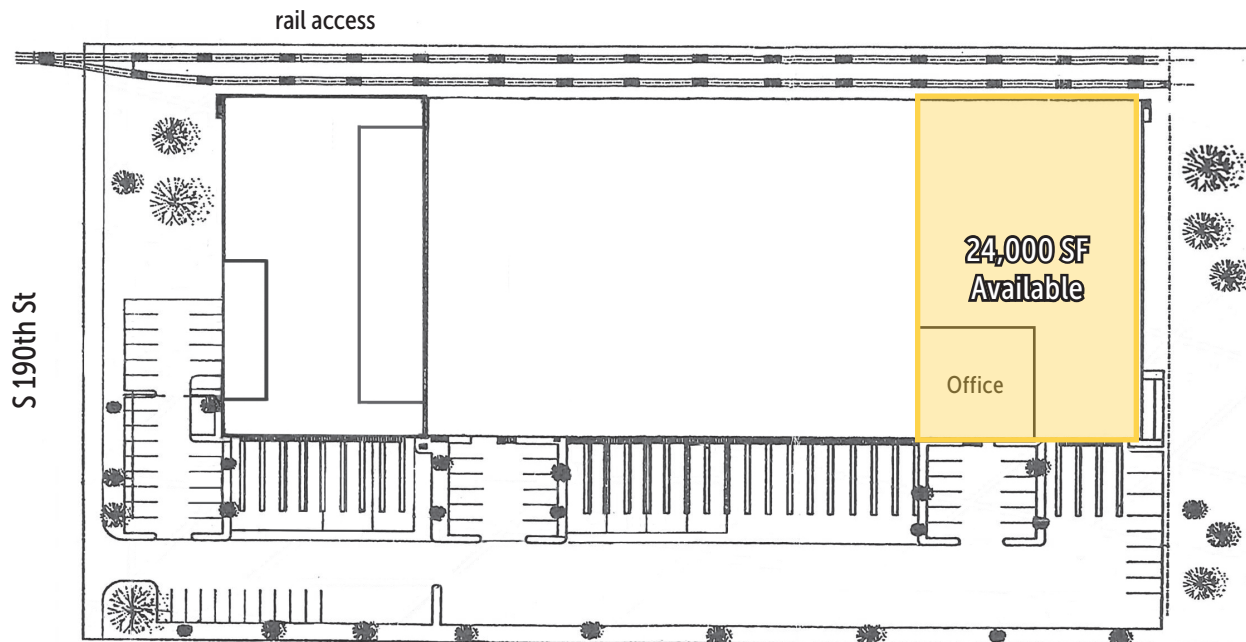 rail access
S 190th St
24,000 SF
Available
Office